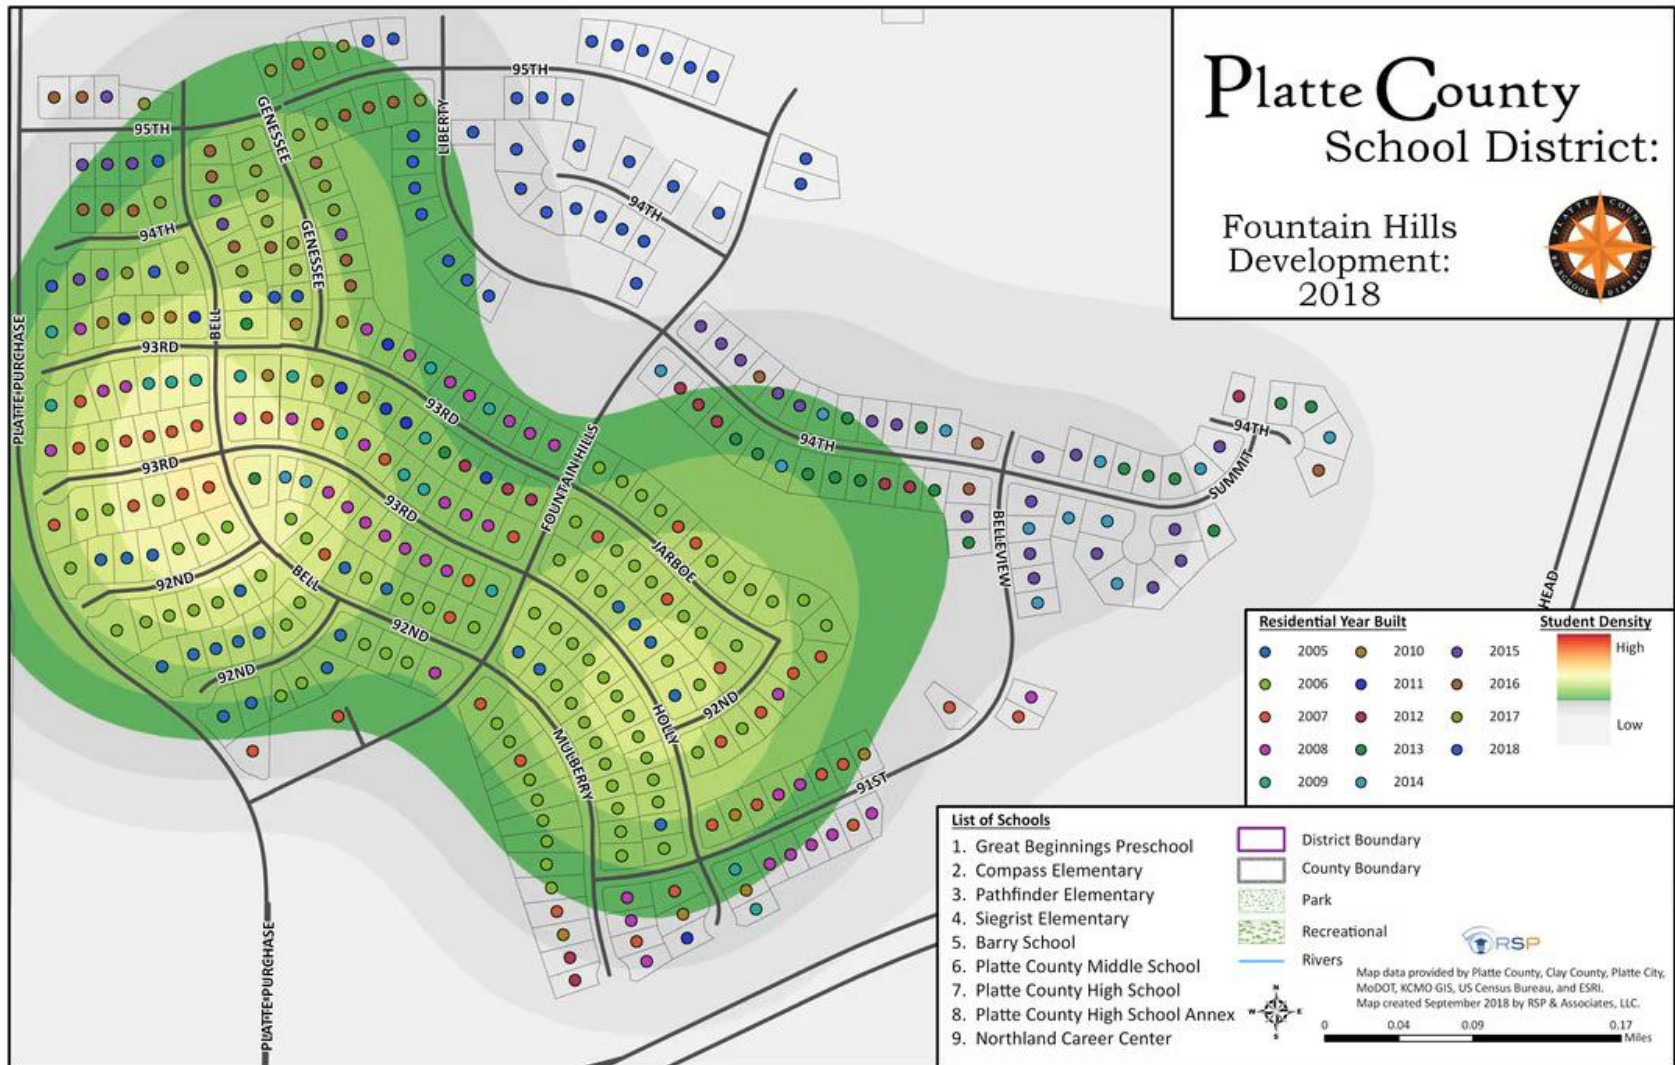 Platte County
School District:
Fountain Hills
Development:
2018
PLATTE COUNTY
R3 SCHOOL DISTRICT
95TH
95TH
GENESSEE
LIBERTY
94TH
94TH
GENESSEE
BELL
PLATTE PURCHASE
93RD
93RD
94TH
94TH
FOUNTAIN HILLS
SUMMIT
93RD
93RD
BELLEVIEW
JARBOE
92ND
BELL
HEAD
92ND
92ND
92ND
HOLLY
MULBERRY
91ST
PLATTE PURCHASE
Residential Year Built
2005 2010 2015
2006 2011 2016
2007 2012 2017
2008 2013 2018
2009 2014
Student Density
High
Low
List of Schools
1. Great Beginnings Preschool
2. Compass Elementary
3. Pathfinder Elementary
4. Siegrist Elementary
5. Barry School
6. Platte County Middle School
7. Platte County High School
8. Platte County High School Annex
9. Northland Career Center
District Boundary
County Boundary
Park
Recreational
Rivers
RSP
Map data provided by Platte County, Clay County, Platte City,
MoDOT, KCMO GIS, US Census Bureau, and ESRI.
Map created September 2018 by RSP & Associates, LLC.
N
W E
S
0 0.04 0.09 0.17
Miles